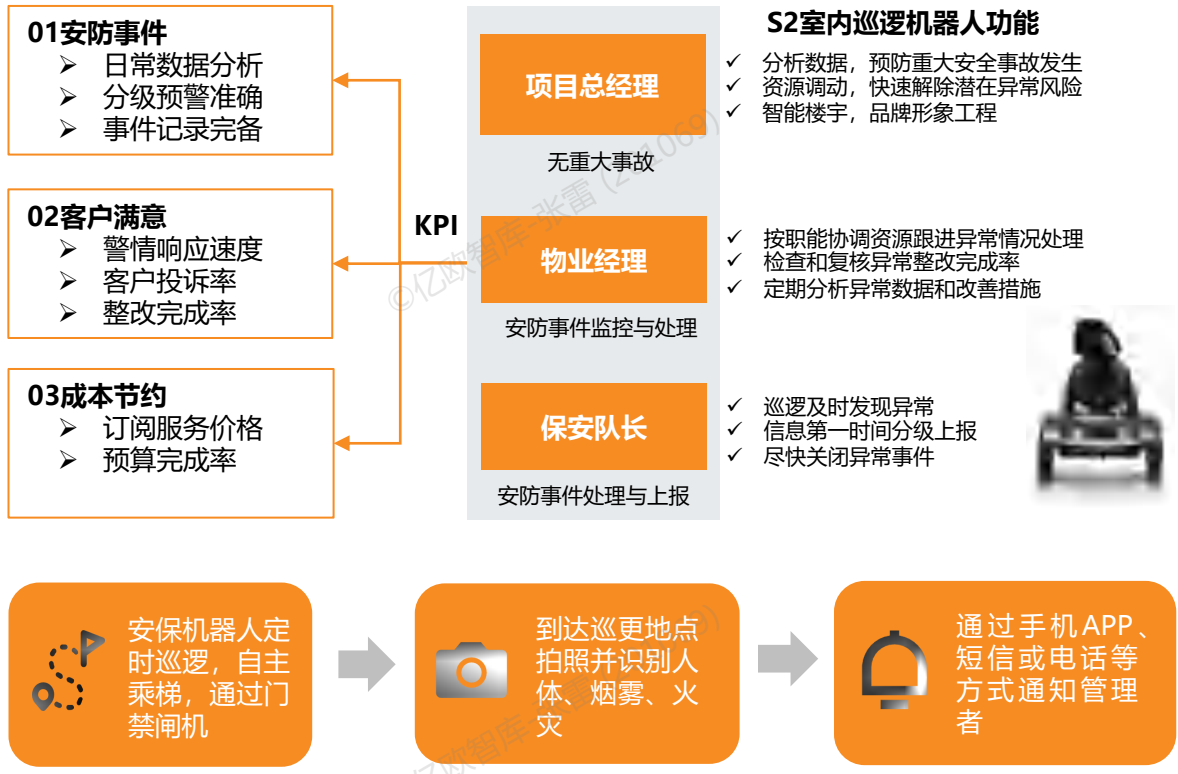 01安防事件
➢ 日常数据分析
➢ 分级预警准确
➢ 事件记录完备
02客户满意
➢ 警情响应速度
➢ 客户投诉率
➢ 整改完成率
03成本节约
➢ 订阅服务价格
➢ 预算完成率
KPI
项目总经理
无重大事故
物业经理
安防事件监控与处理
保安队长
安防事件处理与上报
S2室内巡逻机器人功能
✓ 分析数据，预防重大安全事故发生
✓ 资源调动，快速解除潜在异常风险
✓ 智能楼宇，品牌形象工程
✓ 按职能协调资源跟进异常情况处理
✓ 检查和复核异常整改完成率
✓ 定期分析异常数据和改善措施
✓ 巡逻及时发现异常
✓ 信息第一时间分级上报
✓ 尽快关闭异常事件
安保机器人定
时巡逻，自主
乘梯，通过门
禁闸机
到达巡更地点
拍照并识别人
体、烟雾、火
灾
通过手机APP、
短信或电话等
方式通知管理
者
©亿欧智库-张雷